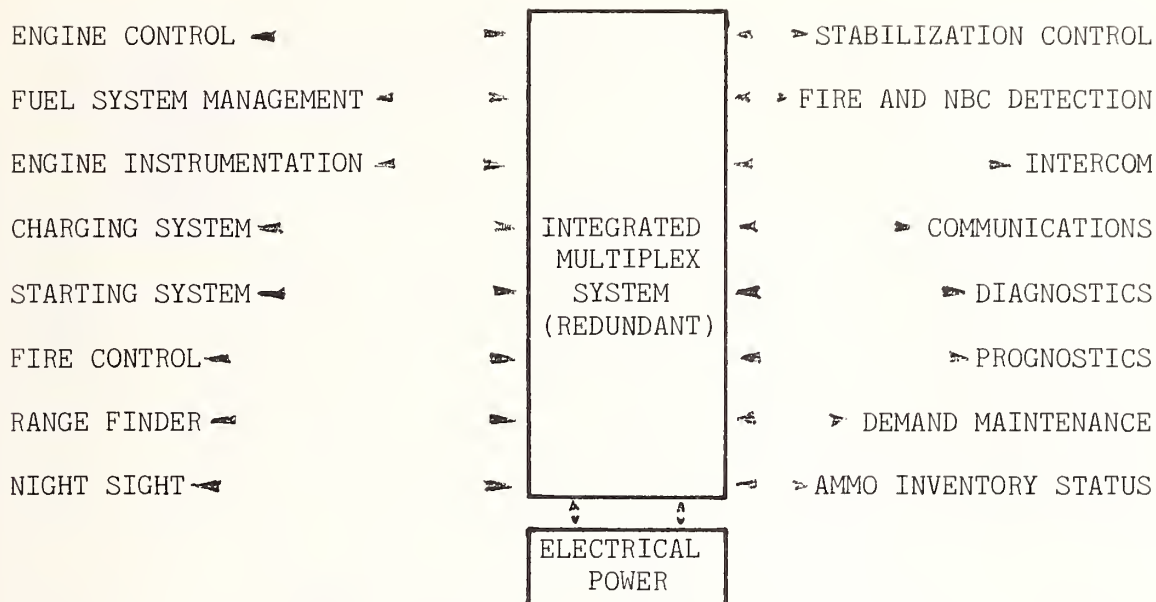 ENGINE CONTROL
FUEL SYSTEM MANAGEMENT
ENGINE INSTRUMENTATION
CHARGING SYSTEM
STARTING SYSTEM
FIRE CONTROL
RANGE FINDER
NIGHT SIGHT
INTEGRATED
MULTIPLEX
SYSTEM
(REDUNDANT)
STABILIZATION CONTROL
FIRE AND NBC DETECTION
INTERCOM
COMMUNICATIONS
DIAGNOSTICS
PROGNOSTICS
DEMAND MAINTENANCE
AMMO INVENTORY STATUS
ELECTRICAL
POWER